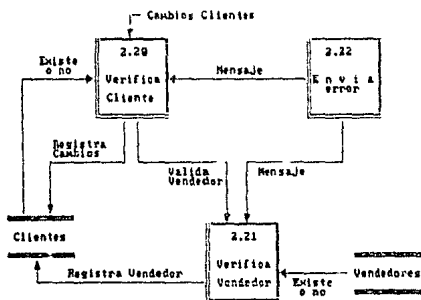 Cambios Clientes
2.20
Verifica
Cliente
2.22
Envia
error
Existe
o no
Mensaje
Registra
Cambios
Valida
Vendedor
Mensaje
Clientes
2.21
Verifica
Vendedor
Vendedores
Registra Vendedor
Existe
o no